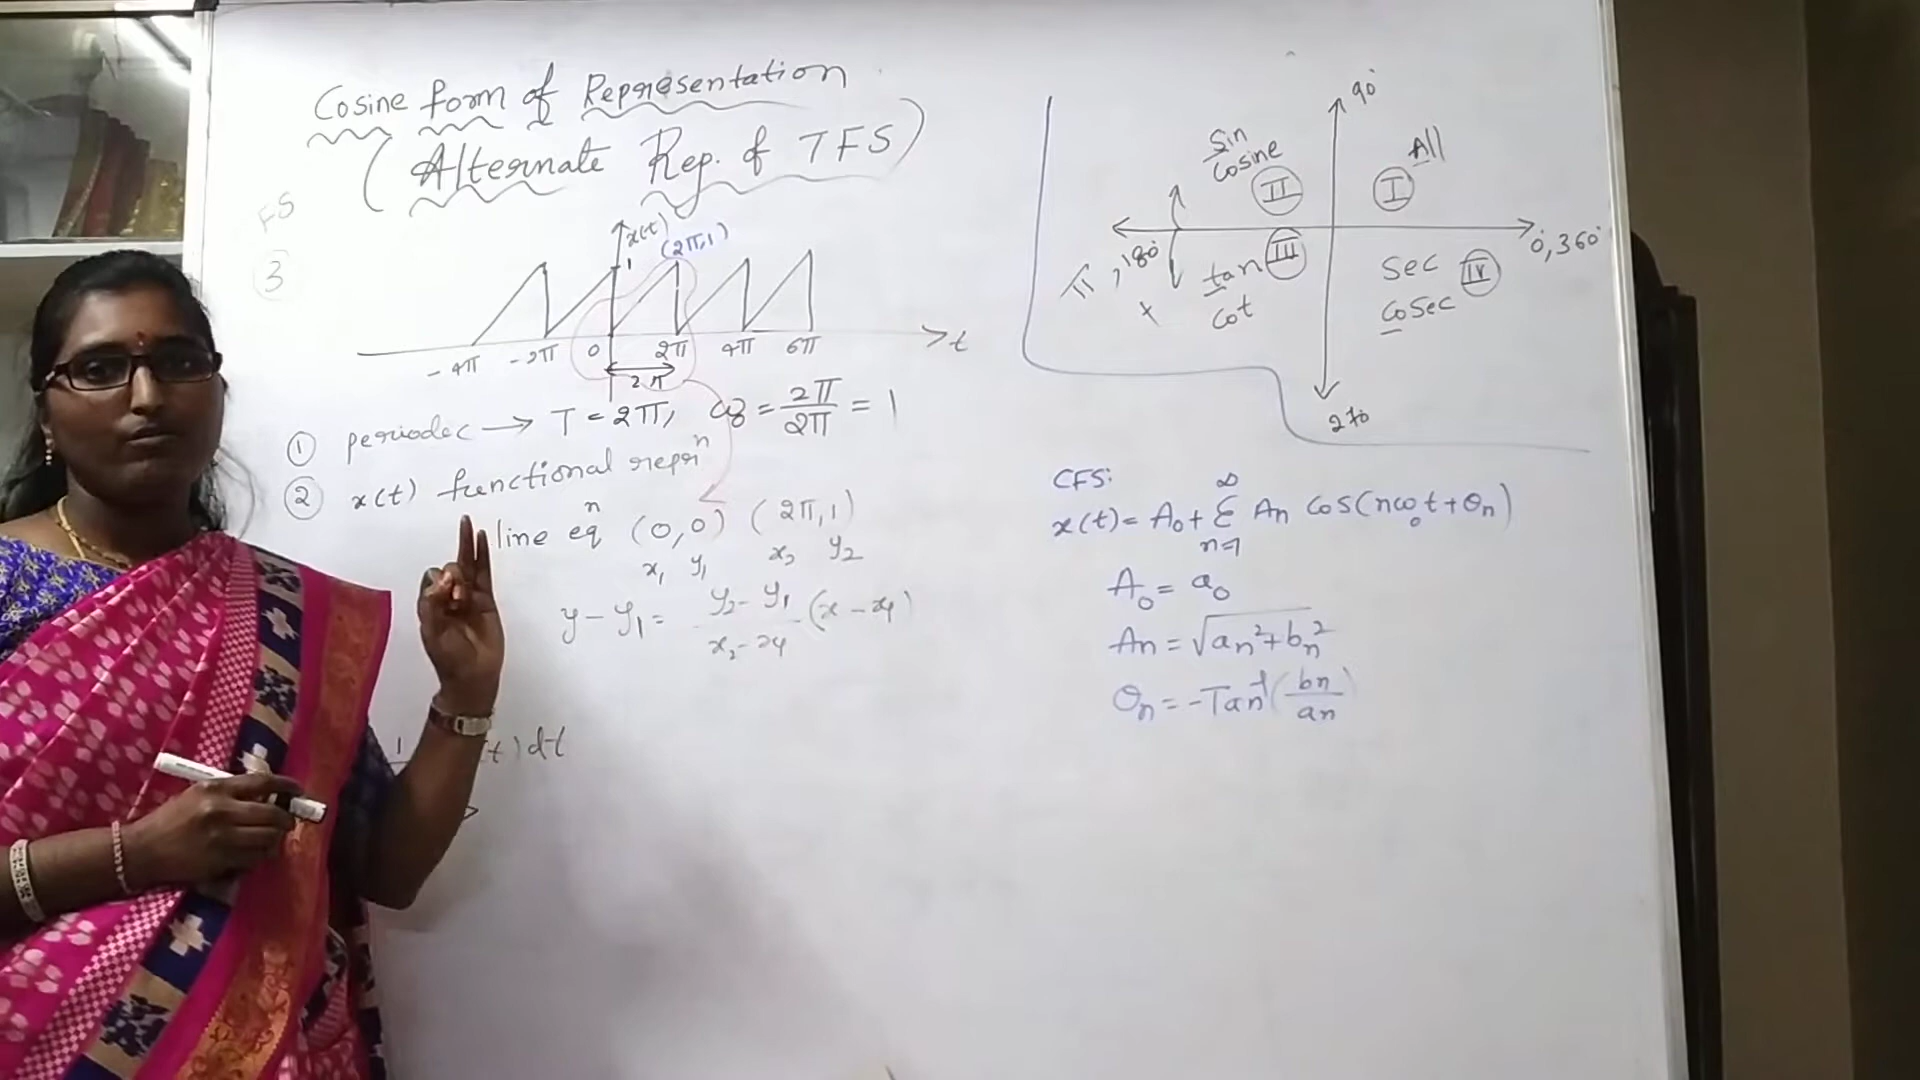 Cosine form of Representation
(Alternate Rep. of TFS)
FS
3
x(t)
(2π,1)
1
-4π -2π 0 2π 4π 6π
t
2π
① periodec → T = 2π, ω₀ = 2π/2π = 1
② x(t) functional reprⁿ
line eqⁿ (0,0) (2π,1)
x₁ y₁ x₂ y₂
y - y₁ = y₂ - y₁ / x₂ - x₁ (x - x₁)
1 t) dt
90°
Sin
Cosine
II
All
I
π, 180°
0°, 360°
tan
Cot
III
+
Sec
Cosec
IV
270
CFS:
x(t) = A₀ + Σ An Cos(nω₀t + θn)
∞
n=1
A₀ = a₀
An = √an² + bn²
θn = -Tan⁻¹(bn/an)